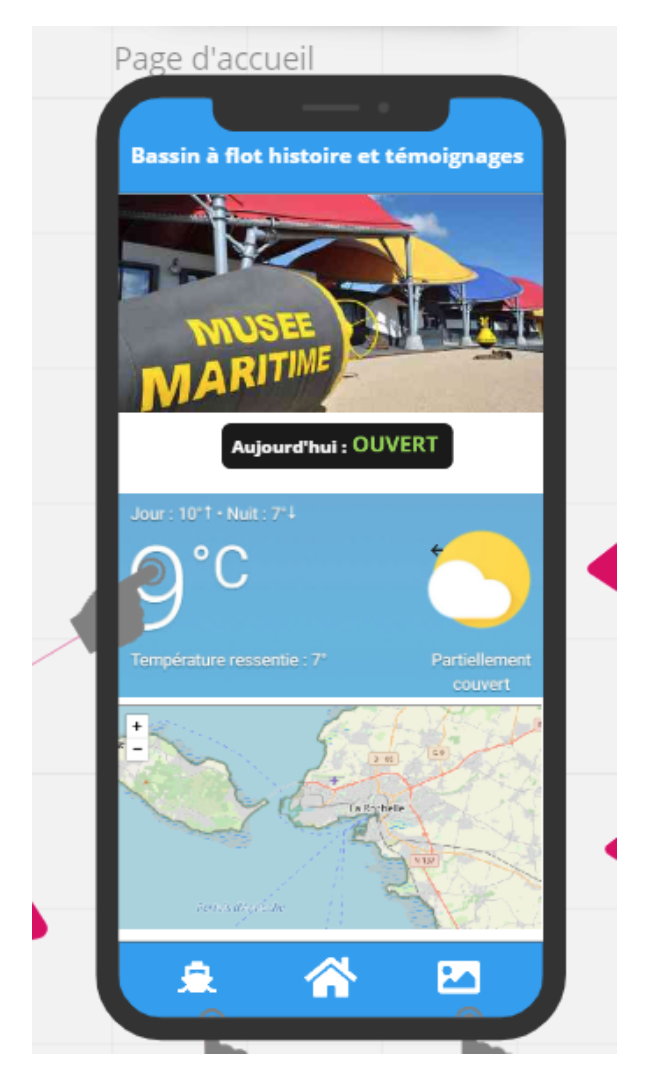 Page d'accueil
Bassin à flot histoire et témoignages
MUSEE
MARITIME
Aujourd'hui : OUVERT
Jour : 10°↑ • Nuit : 7°↓
9°C
Température ressentie : 7°
Partiellement
couvert
+
−
La Rochelle